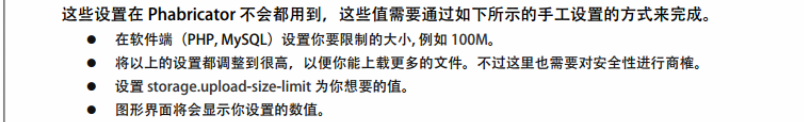 这些设置在 Phabricator 不会都用到，这些值需要通过如下所示的手工设置的方式来完成。
● 在软件端（PHP, MySQL）设置你要限制的大小, 例如 100M。
● 将以上的设置都调整到很高，以便你能上载更多的文件。不过这里也需要对安全性进行商榷。
● 设置 storage.upload-size-limit 为你想要的值。
● 图形界面将会显示你设置的数值。